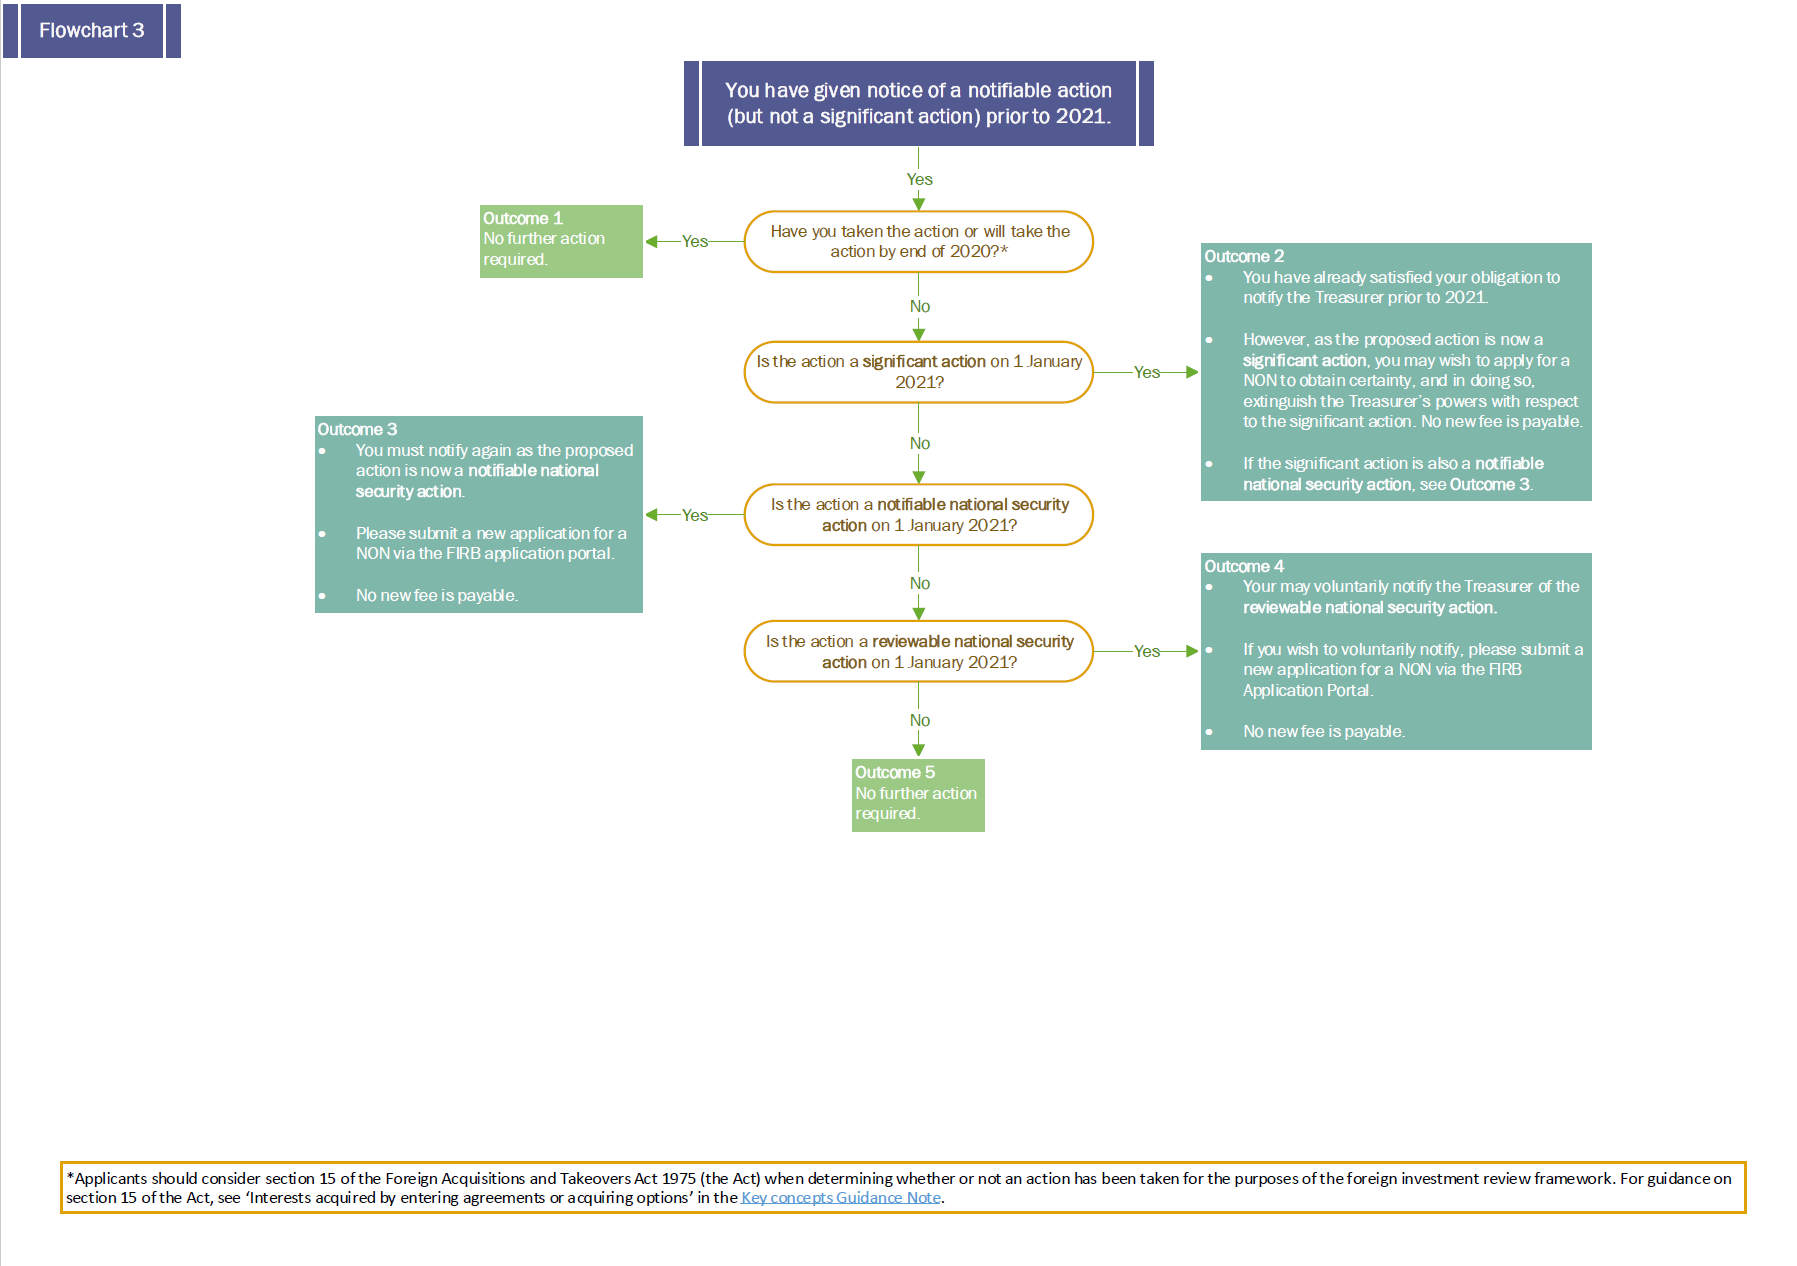 Flowchart 3
You have given notice of a notifiable action
(but not a significant action) prior to 2021.
Yes
Have you taken the action or will take the
action by end of 2020?*
Yes
Outcome 1
No further action
required.
No
Is the action a significant action on 1 January
2021?
Yes
Outcome 2
• You have already satisfied your obligation to
notify the Treasurer prior to 2021.
• However, as the proposed action is now a
significant action, you may wish to apply for a
NON to obtain certainty, and in doing so,
extinguish the Treasurer's powers with respect
to the significant action. No new fee is payable.
• If the significant action is also a notifiable
national security action, see Outcome 3.
No
Is the action a notifiable national security
action on 1 January 2021?
Yes
Outcome 3
• You must notify again as the proposed
action is now a notifiable national
security action.
• Please submit a new application for a
NON via the FIRB application portal.
• No new fee is payable.
No
Is the action a reviewable national security
action on 1 January 2021?
Yes
Outcome 4
• Your may voluntarily notify the Treasurer of the
reviewable national security action.
• If you wish to voluntarily notify, please submit a
new application for a NON via the FIRB
Application Portal.
• No new fee is payable.
No
Outcome 5
No further action
required.
*Applicants should consider section 15 of the Foreign Acquisitions and Takeovers Act 1975 (the Act) when determining whether or not an action has been taken for the purposes of the foreign investment review framework. For guidance on
section 15 of the Act, see ‘Interests acquired by entering agreements or acquiring options’ in the Key concepts Guidance Note.